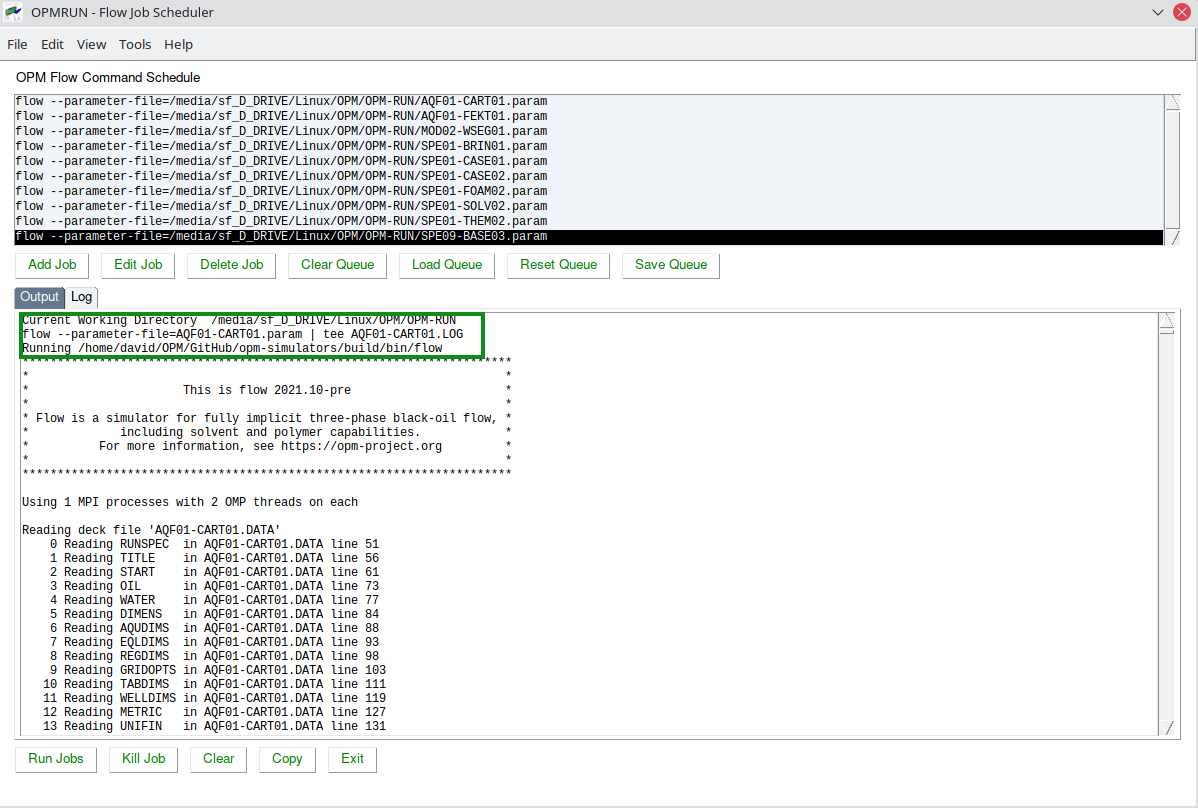 OPMRUN - Flow Job Scheduler
File Edit View Tools Help
OPM Flow Command Schedule
flow --parameter-file=/media/sf_D_DRIVE/Linux/OPM/OPM-RUN/AQF01-CART01.param
flow --parameter-file=/media/sf_D_DRIVE/Linux/OPM/OPM-RUN/AQF01-FEKT01.param
flow --parameter-file=/media/sf_D_DRIVE/Linux/OPM/OPM-RUN/MOD02-WSEG01.param
flow --parameter-file=/media/sf_D_DRIVE/Linux/OPM/OPM-RUN/SPE01-BRIN01.param
flow --parameter-file=/media/sf_D_DRIVE/Linux/OPM/OPM-RUN/SPE01-CASE01.param
flow --parameter-file=/media/sf_D_DRIVE/Linux/OPM/OPM-RUN/SPE01-CASE02.param
flow --parameter-file=/media/sf_D_DRIVE/Linux/OPM/OPM-RUN/SPE01-FOAM02.param
flow --parameter-file=/media/sf_D_DRIVE/Linux/OPM/OPM-RUN/SPE01-SOLV02.param
flow --parameter-file=/media/sf_D_DRIVE/Linux/OPM/OPM-RUN/SPE01-THEM02.param
flow --parameter-file=/media/sf_D_DRIVE/Linux/OPM/OPM-RUN/SPE09-BASE03.param
Add Job Edit Job Delete Job Clear Queue Load Queue Reset Queue Save Queue
Output Log
Current Working Directory  /media/sf_D_DRIVE/Linux/OPM/OPM-RUN
flow --parameter-file=AQF01-CART01.param | tee AQF01-CART01.LOG
Running /home/david/OPM/GitHub/opm-simulators/build/bin/flow
**********************************************************************
*                                                                    *
*                      This is flow 2021.10-pre                      *
*                                                                    *
* Flow is a simulator for fully implicit three-phase black-oil flow, *
*             including solvent and polymer capabilities.            *
*          For more information, see https://opm-project.org         *
*                                                                    *
**********************************************************************
Using 1 MPI processes with 2 OMP threads on each
Reading deck file 'AQF01-CART01.DATA'
0 Reading RUNSPEC  in AQF01-CART01.DATA line 51
1 Reading TITLE    in AQF01-CART01.DATA line 56
2 Reading START    in AQF01-CART01.DATA line 61
3 Reading OIL      in AQF01-CART01.DATA line 73
4 Reading WATER    in AQF01-CART01.DATA line 77
5 Reading DIMENS   in AQF01-CART01.DATA line 84
6 Reading AQUDIMS  in AQF01-CART01.DATA line 88
7 Reading EQLDIMS  in AQF01-CART01.DATA line 93
8 Reading REGDIMS  in AQF01-CART01.DATA line 98
9 Reading GRIDOPTS in AQF01-CART01.DATA line 103
10 Reading TABDIMS  in AQF01-CART01.DATA line 111
11 Reading WELLDIMS in AQF01-CART01.DATA line 119
12 Reading METRIC   in AQF01-CART01.DATA line 127
13 Reading UNIFIN   in AQF01-CART01.DATA line 131
Run Jobs Kill Job Clear Copy Exit